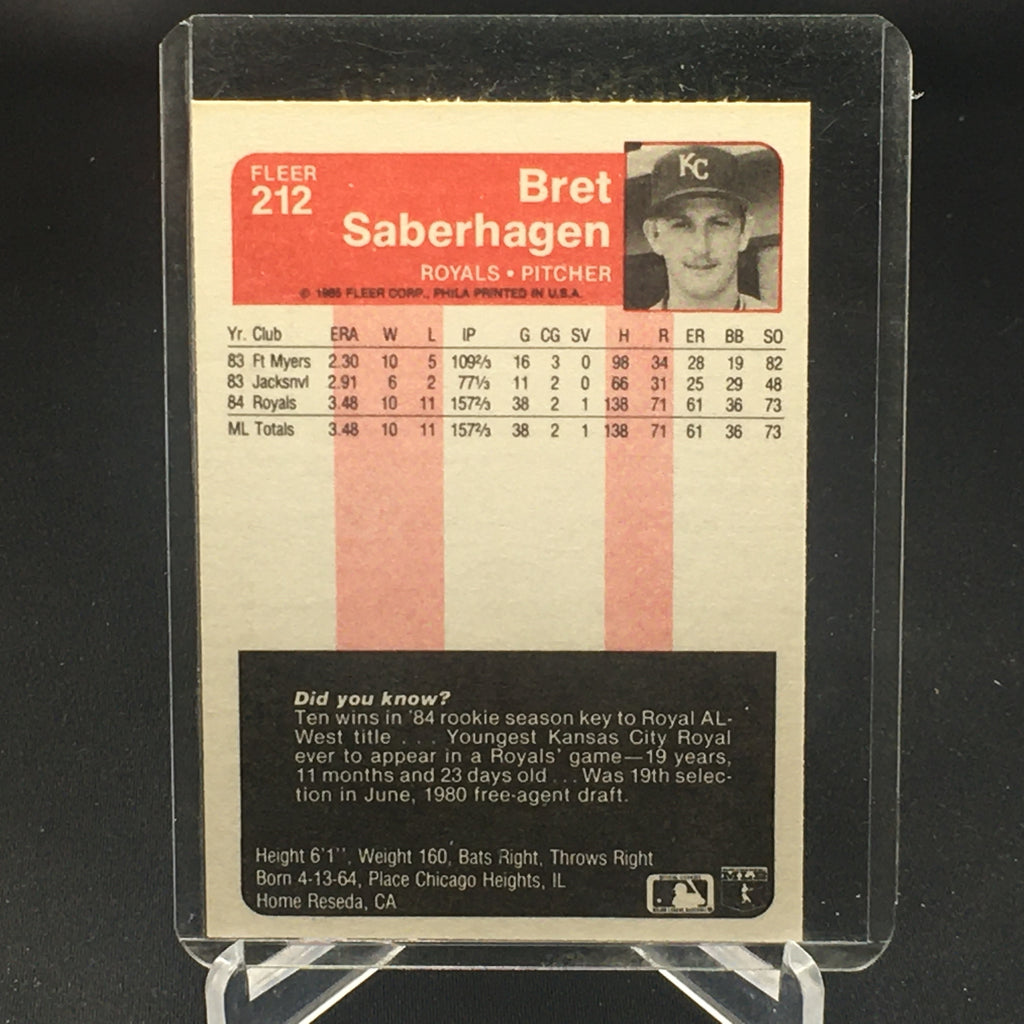 FLEER
212
Bret
Saberhagen
ROYALS • PITCHER
© 1985 FLEER CORP., PHILA PRINTED IN U.S.A.
KC
Yr. Club ERA W L IP G CG SV H R ER BB SO
83 Ft Myers 2.30 10 5 109⅔ 16 3 0 98 34 28 19 82
83 Jacksnvl 2.91 6 2 77⅓ 11 2 0 66 31 25 29 48
84 Royals 3.48 10 11 157⅔ 38 2 1 138 71 61 36 73
ML Totals 3.48 10 11 157⅔ 38 2 1 138 71 61 36 73
Did you know?
Ten wins in '84 rookie season key to Royal AL-
West title . . . Youngest Kansas City Royal
ever to appear in a Royals' game—19 years,
11 months and 23 days old . . . Was 19th selec-
tion in June, 1980 free-agent draft.
Height 6'1'', Weight 160, Bats Right, Throws Right
Born 4-13-64, Place Chicago Heights, IL
Home Reseda, CA